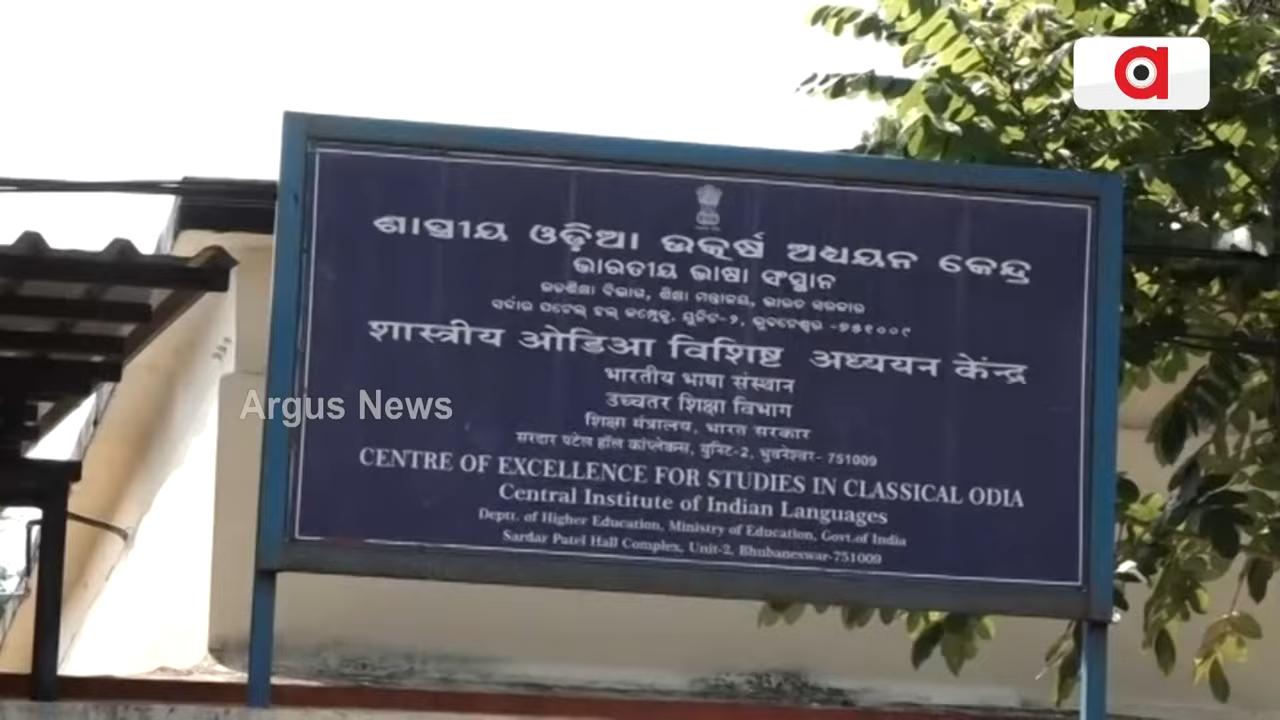 ଶାସ୍ତ୍ରୀୟ ଓଡ଼ିଆ ଉତ୍କର୍ଷ ଅଧ୍ୟୟନ କେନ୍ଦ୍ର
ଭାରତୀୟ ଭାଷା ସଂସ୍ଥାନ
ଉଚ୍ଚଶିକ୍ଷା ବିଭାଗ, ଶିକ୍ଷା ମନ୍ତ୍ରାଳୟ, ଭାରତ ସରକାର
ସର୍ଦ୍ଦାର ପଟେଲ୍ ହଲ୍ କମ୍ପ୍ଲେକ୍ସ, ୟୁନିଟ-୨, ଭୁବନେଶ୍ୱର -୭୫୧୦୦୯
शास्त्रीय ओडिआ विशिष्ट अध्ययन केंन्द्र
भारतीय भाषा संस्थान
उच्चतर शिक्षा विभाग
शिक्षा मंत्रालय, भारत सरकार
सरदार पटेल हॉल कांप्लेक्स, युनिट-2, भुवनेश्वर- 751009
CENTRE OF EXCELLENCE FOR STUDIES IN CLASSICAL ODIA
Central Institute of Indian Languages
Deptt. of Higher Education, Ministry of Education, Govt.of India
Sardar Patel Hall Complex, Unit-2, Bhubaneswar-751009
Argus News
a